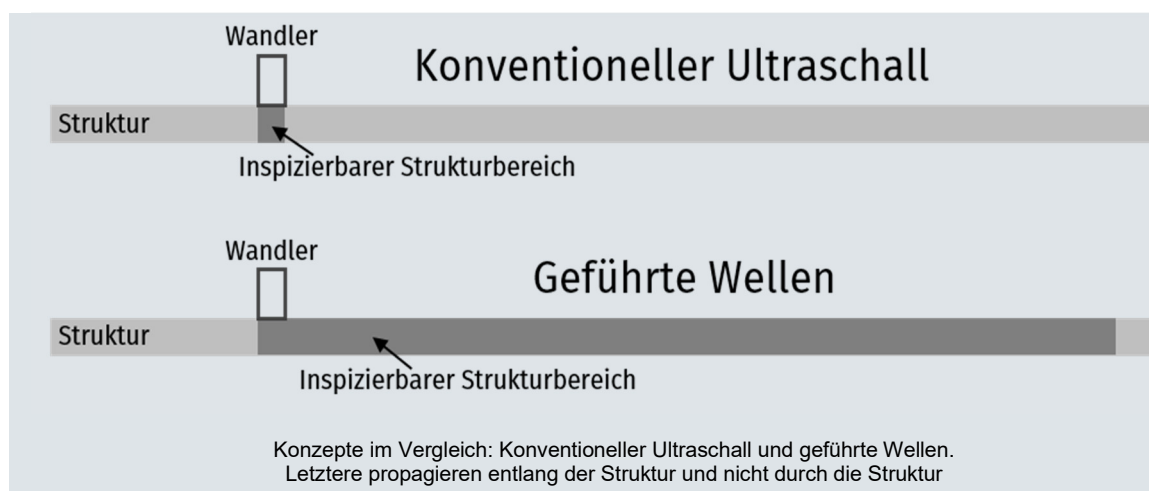 Wandler
Konventioneller Ultraschall
Struktur
Inspizierbarer Strukturbereich
Wandler
Geführte Wellen
Struktur
Inspizierbarer Strukturbereich
Konzepte im Vergleich: Konventioneller Ultraschall und geführte Wellen.
Letztere propagieren entlang der Struktur und nicht durch die Struktur